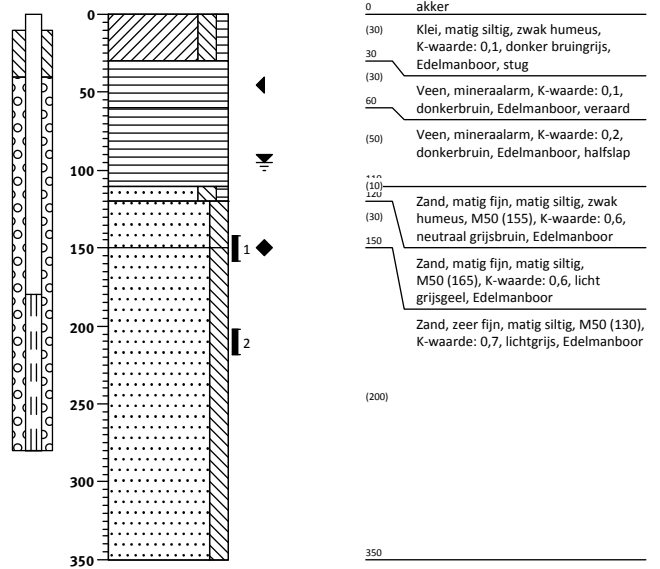 0
50
100
150
200
250
300
350
1
2
0 akker
(30) Klei, matig siltig, zwak humeus,
K-waarde: 0,1, donker bruingrijs,
30 Edelmanboor, stug
(30) Veen, mineraalarm, K-waarde: 0,1,
60 donkerbruin, Edelmanboor, veraard
(50) Veen, mineraalarm, K-waarde: 0,2,
donkerbruin, Edelmanboor, halfslap
110
(10)
120 Zand, matig fijn, matig siltig, zwak
(30) humeus, M50 (155), K-waarde: 0,6,
150 neutraal grijsbruin, Edelmanboor
Zand, matig fijn, matig siltig,
M50 (165), K-waarde: 0,6, licht
grijsgeel, Edelmanboor
Zand, zeer fijn, matig siltig, M50 (130),
K-waarde: 0,7, lichtgrijs, Edelmanboor
(200)
350